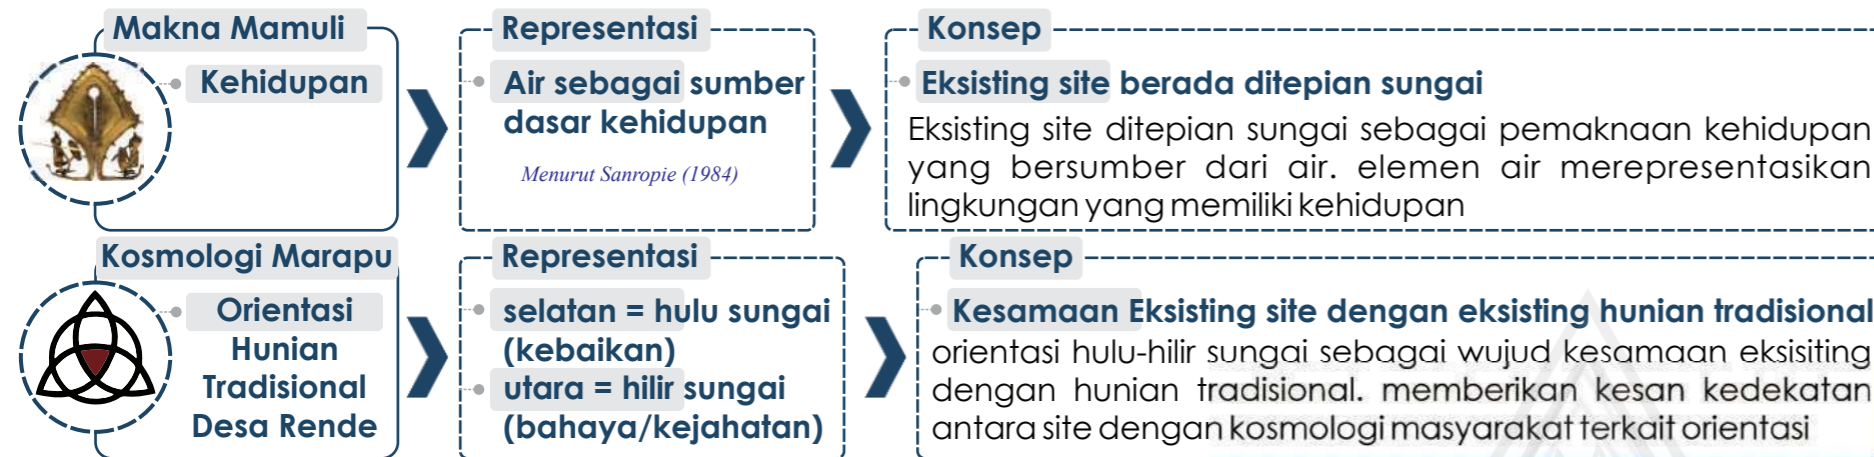 Makna Mamuli
Kehidupan
Representasi
Air sebagai sumber
dasar kehidupan
Menurut Sanropie (1984)
Konsep
Eksisting site berada ditepian sungai
Eksisting site ditepian sungai sebagai pemaknaan kehidupan
yang bersumber dari air. elemen air merepresentasikan
lingkungan yang memiliki kehidupan
Kosmologi Marapu
Orientasi
Hunian
Tradisional
Desa Rende
Representasi
selatan = hulu sungai
(kebaikan)
utara = hilir sungai
(bahaya/kejahatan)
Konsep
Kesamaan Eksisting site dengan eksisting hunian tradisional
orientasi hulu-hilir sungai sebagai wujud kesamaan eksisiting
dengan hunian tradisional. memberikan kesan kedekatan
antara site dengan kosmologi masyarakat terkait orientasi